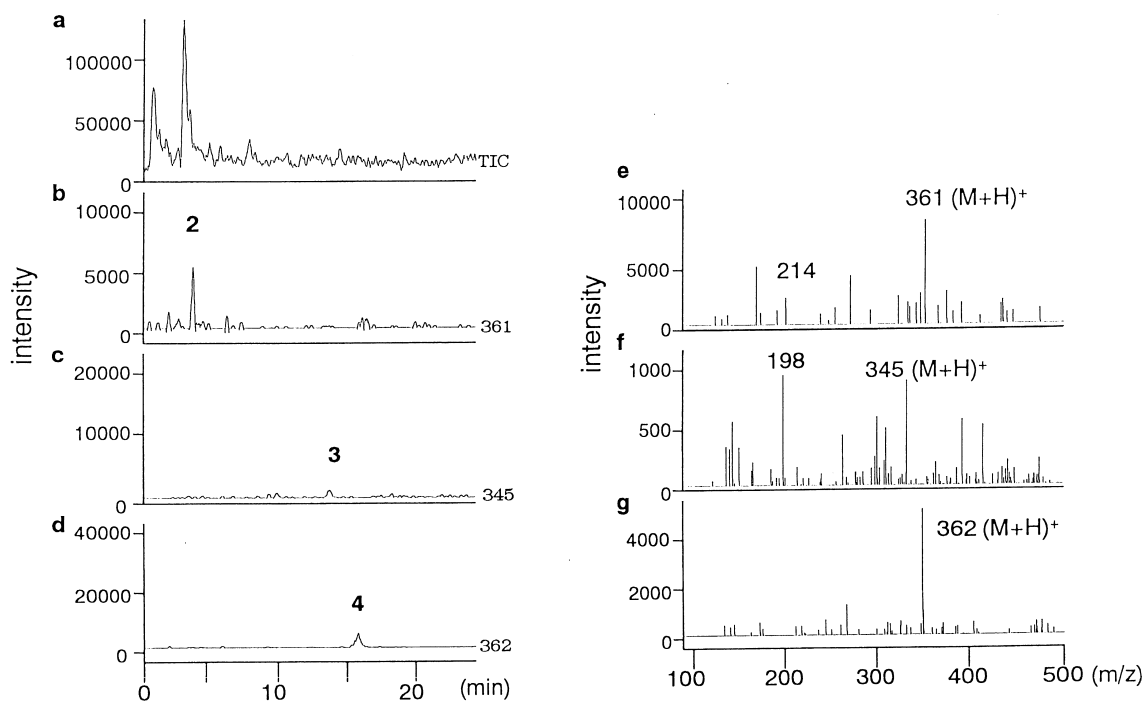 a
100000
50000
0
TIC
b
10000
5000
0
2
361
c
20000
10000
0
3
345
d
40000
20000
0
4
362
0
10
20
(min)
intensity
e
10000
5000
0
214
361 (M+H)+
f
1000
500
0
198
345 (M+H)+
g
4000
2000
0
362 (M+H)+
100
200
300
400
500 (m/z)
intensity